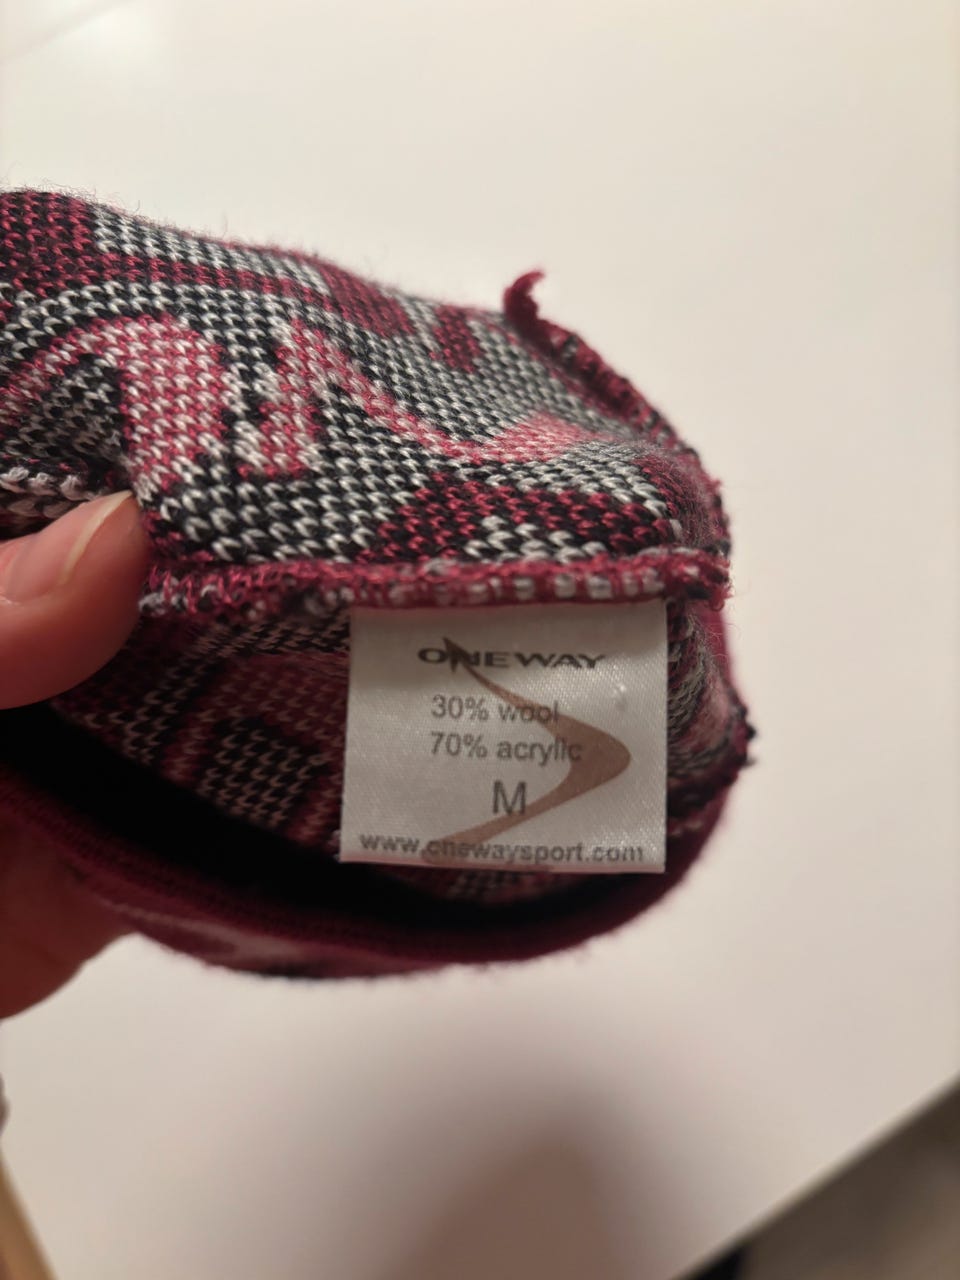 ONEWAY
30% wool
70% acrylic
M
www.onewaysport.com